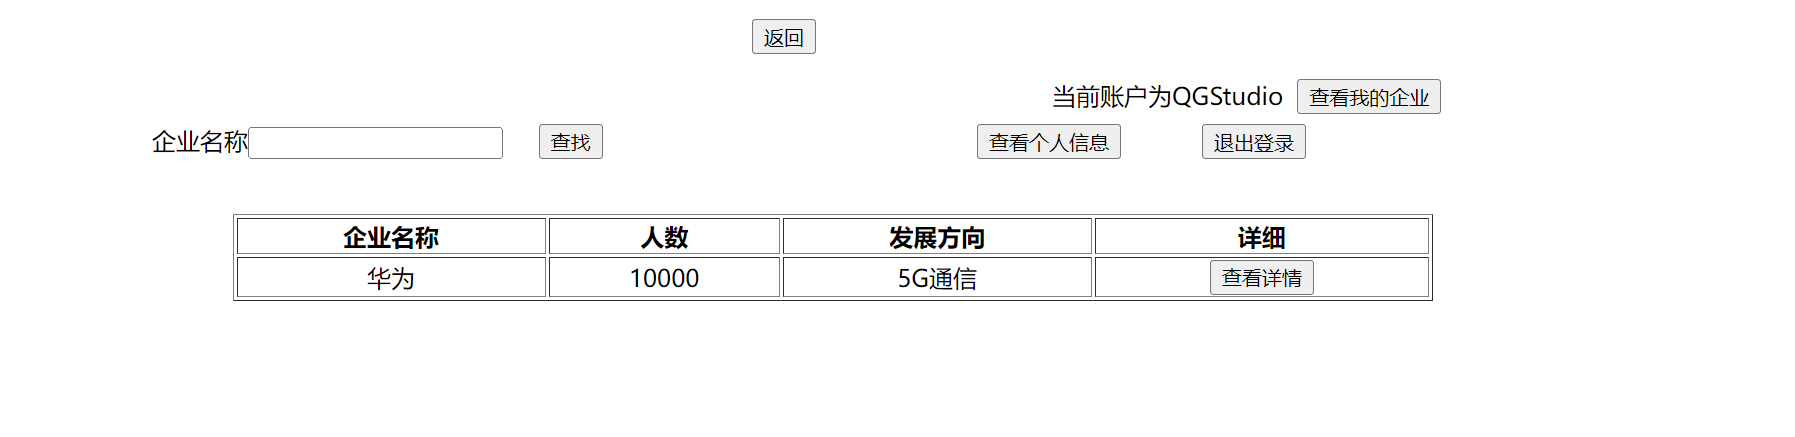 返回
当前账户为QGStudio 查看我的企业
企业名称 查找 查看个人信息 退出登录
企业名称 人数 发展方向 详细
华为 10000 5G通信 查看详情